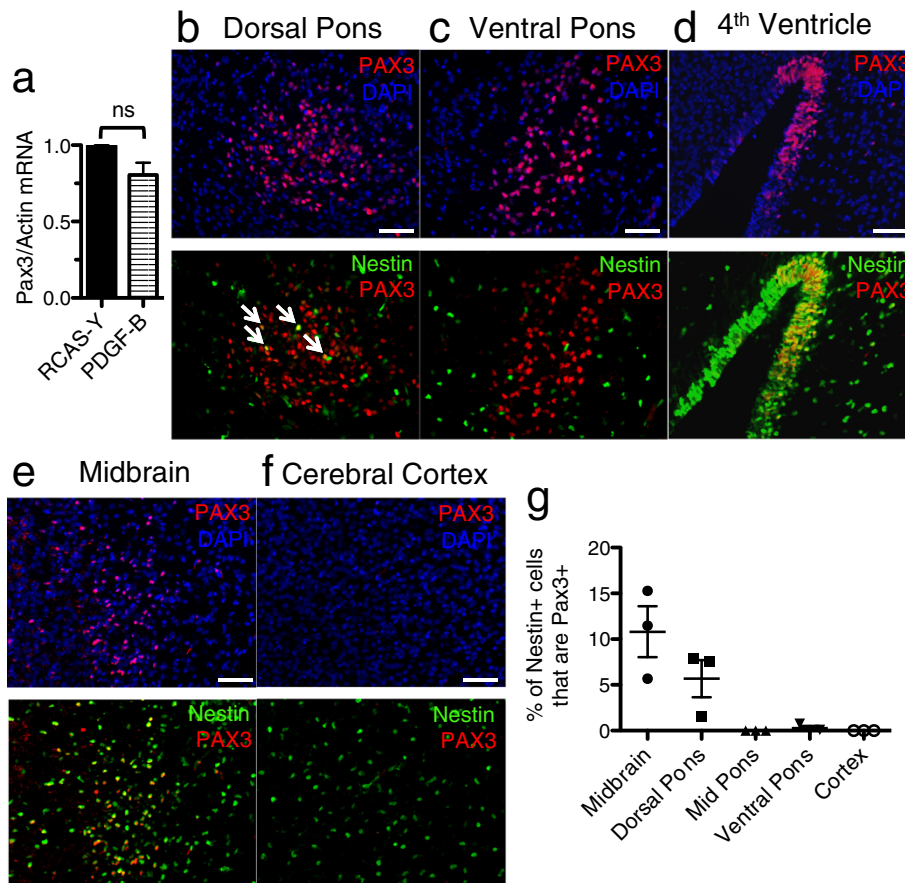 a
ns
Pax3/Actin mRNA
1.0
0.5
0.0
RCAS-Y
PDGF-B
b
Dorsal Pons
PAX3
DAPI
Nestin
PAX3
c
Ventral Pons
PAX3
DAPI
Nestin
PAX3
d
4th Ventricle
PAX3
DAPI
Nestin
PAX3
e
Midbrain
PAX3
DAPI
Nestin
PAX3
f
Cerebral Cortex
PAX3
DAPI
Nestin
PAX3
g
% of Nestin+ cells
that are Pax3+
20
15
10
5
0
Midbrain
Dorsal Pons
Mid Pons
Ventral Pons
Cortex